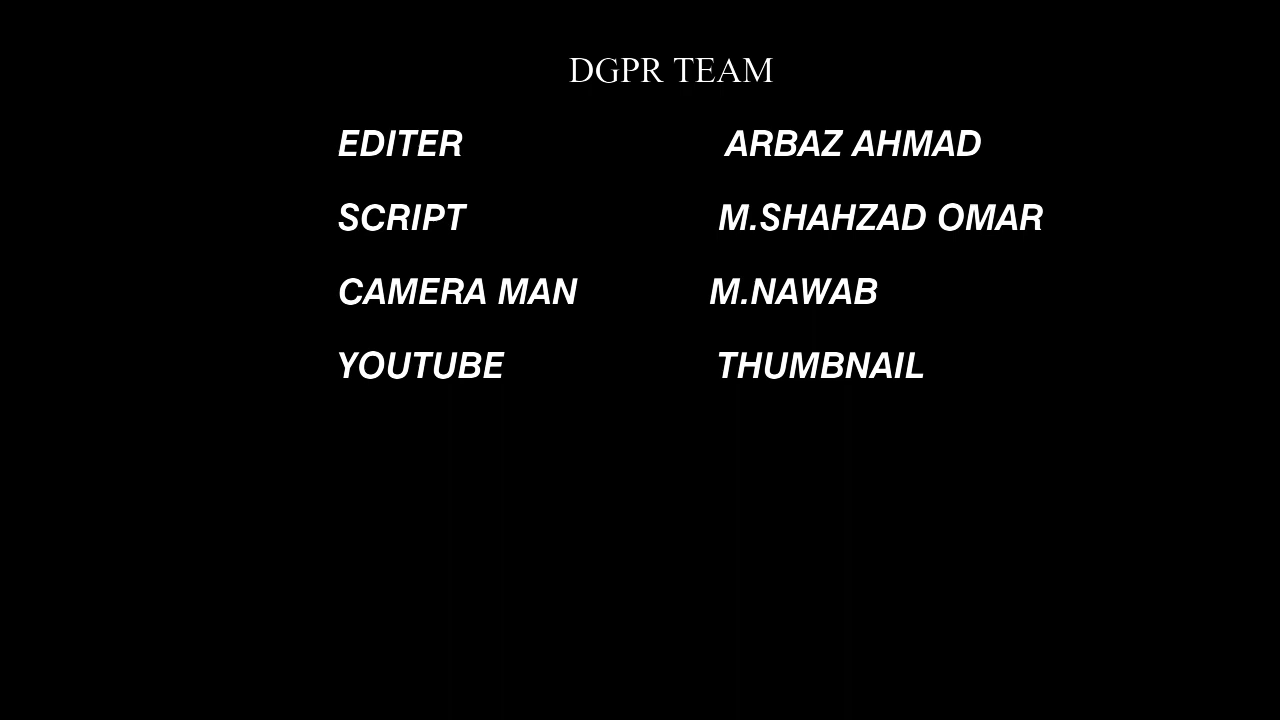 DGPR TEAM
EDITER ARBAZ AHMAD
SCRIPT M.SHAHZAD OMAR
CAMERA MAN M.NAWAB
YOUTUBE THUMBNAIL